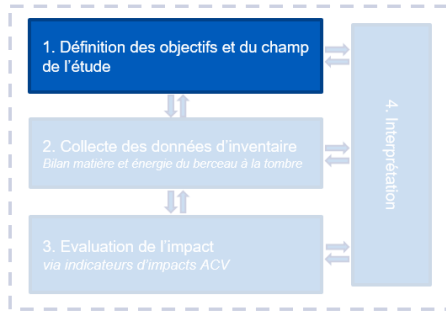 1. Définition des objectifs et du champ
de l’étude
2. Collecte des données d’inventaire
Bilan matière et énergie du berceau à la tombe
3. Evaluation de l’impact
via indicateurs d’impacts ACV
4. Interprétation